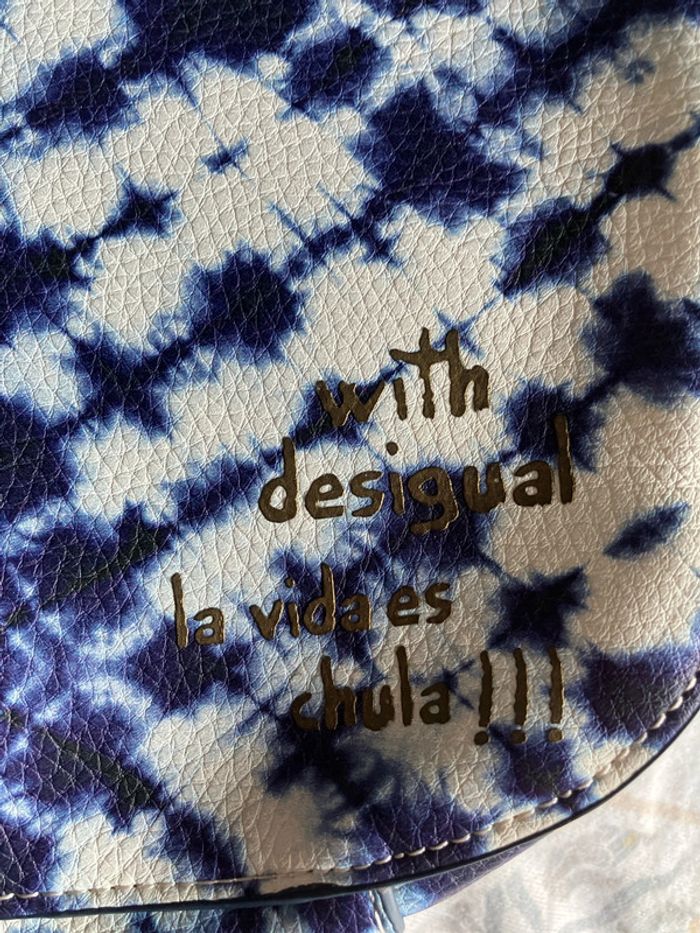 with
desigual
la vida es
chula!!!